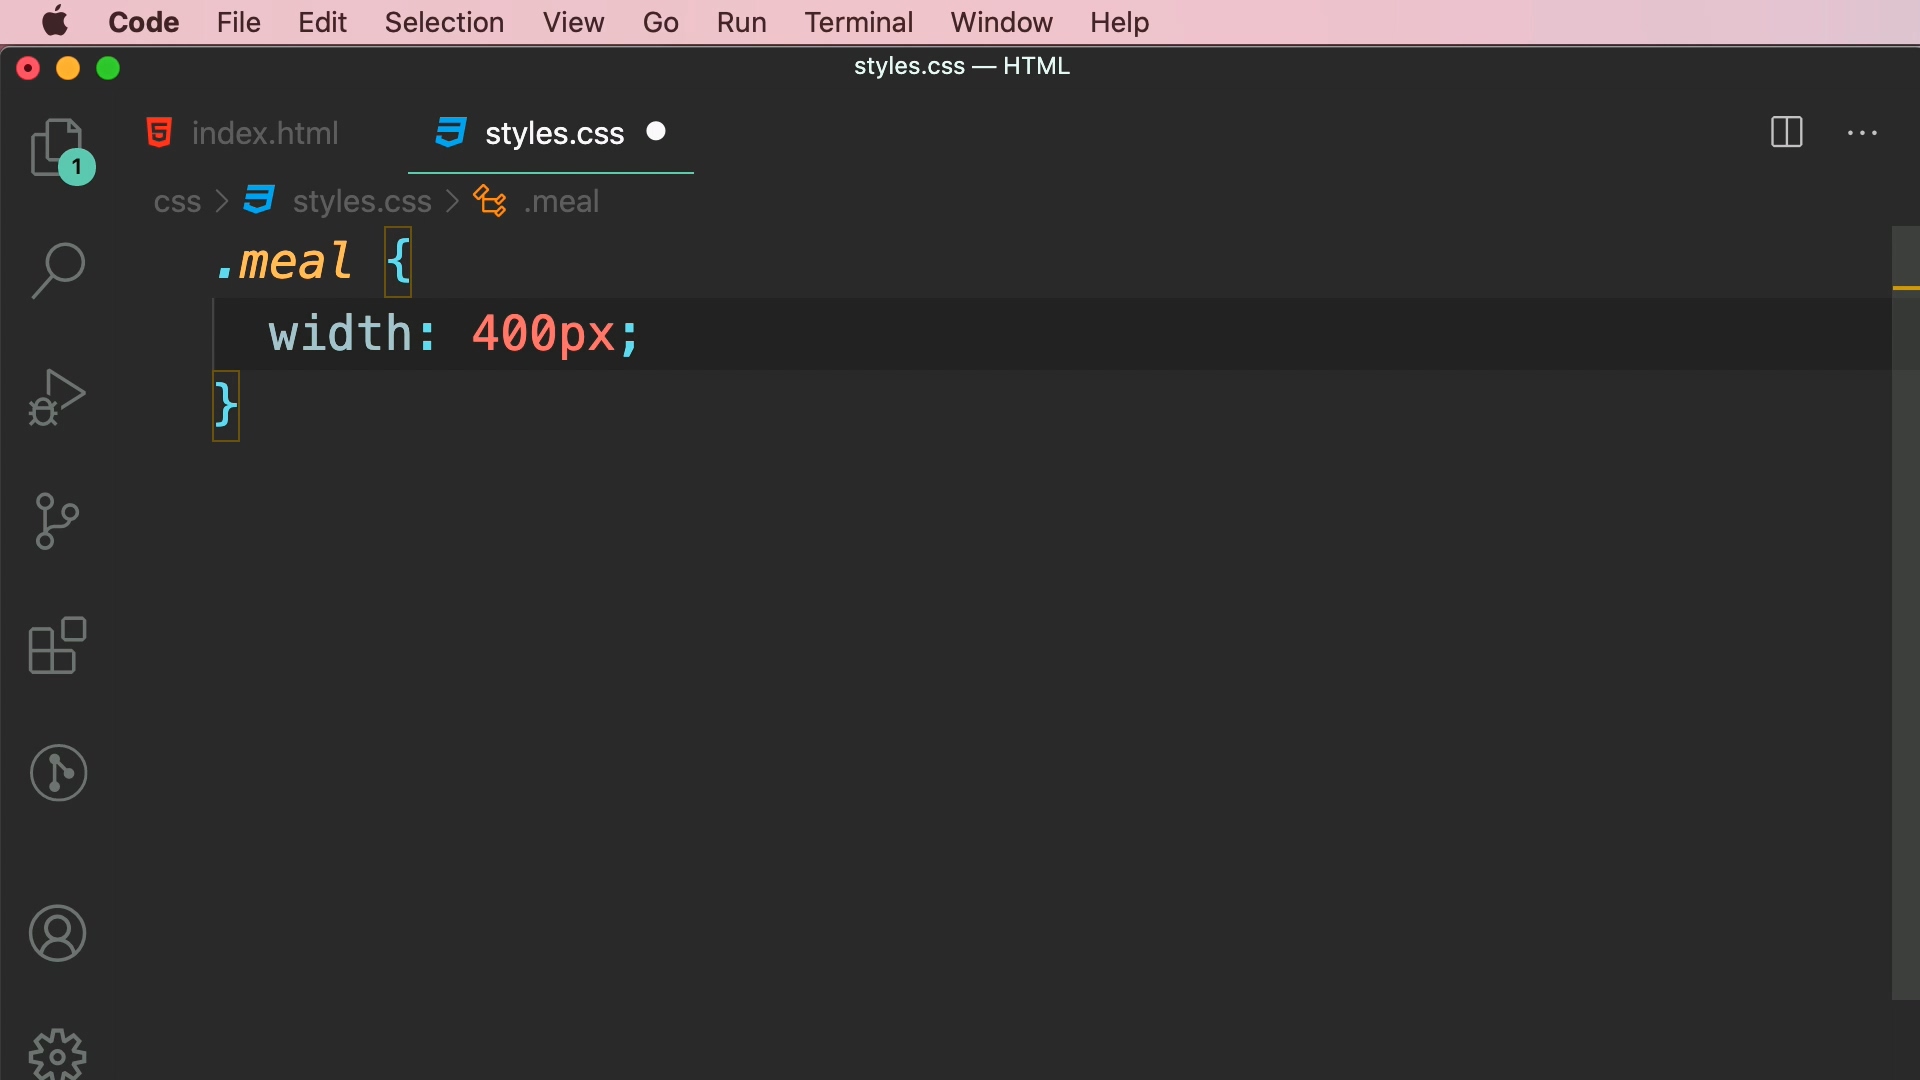 Code File Edit Selection View Go Run Terminal Window Help
styles.css — HTML
index.html styles.css
1
css > styles.css > .meal
.meal {
width: 400px;
}